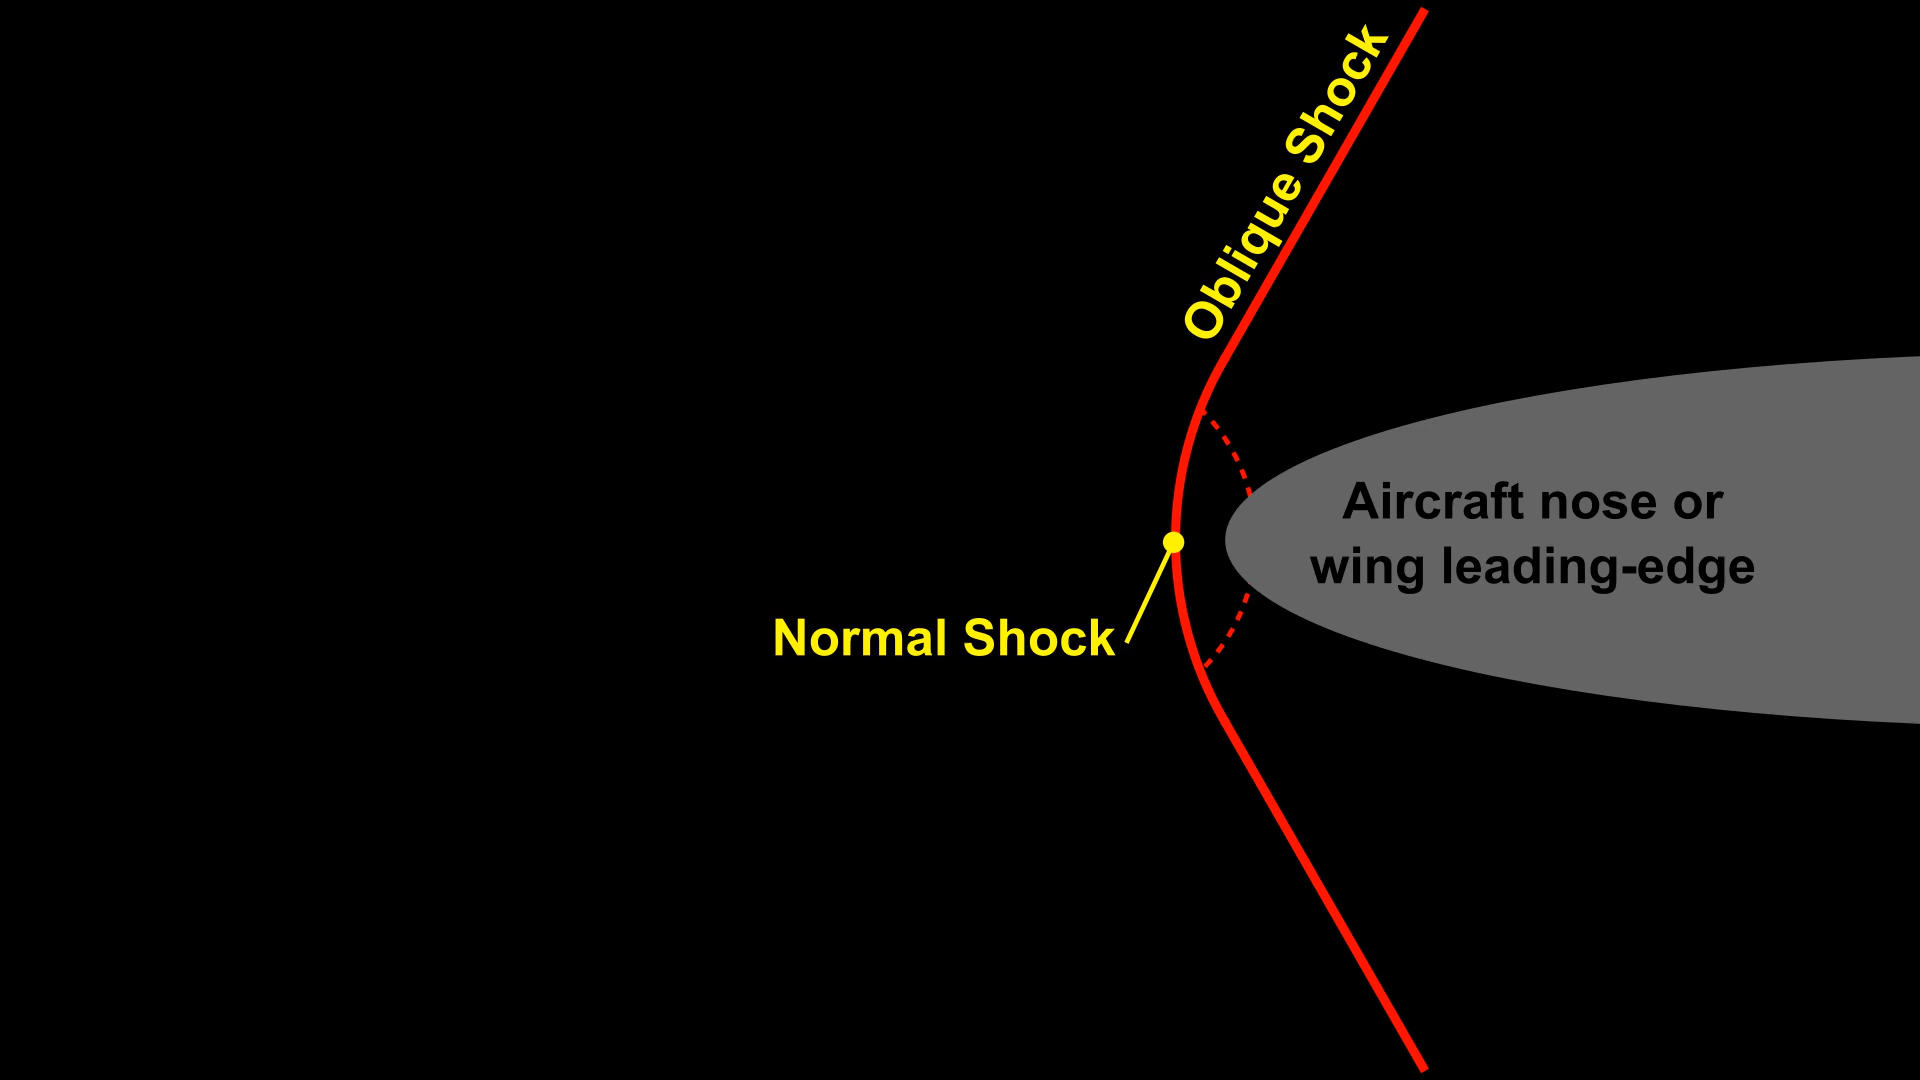 Oblique Shock
Aircraft nose or
wing leading-edge
Normal Shock